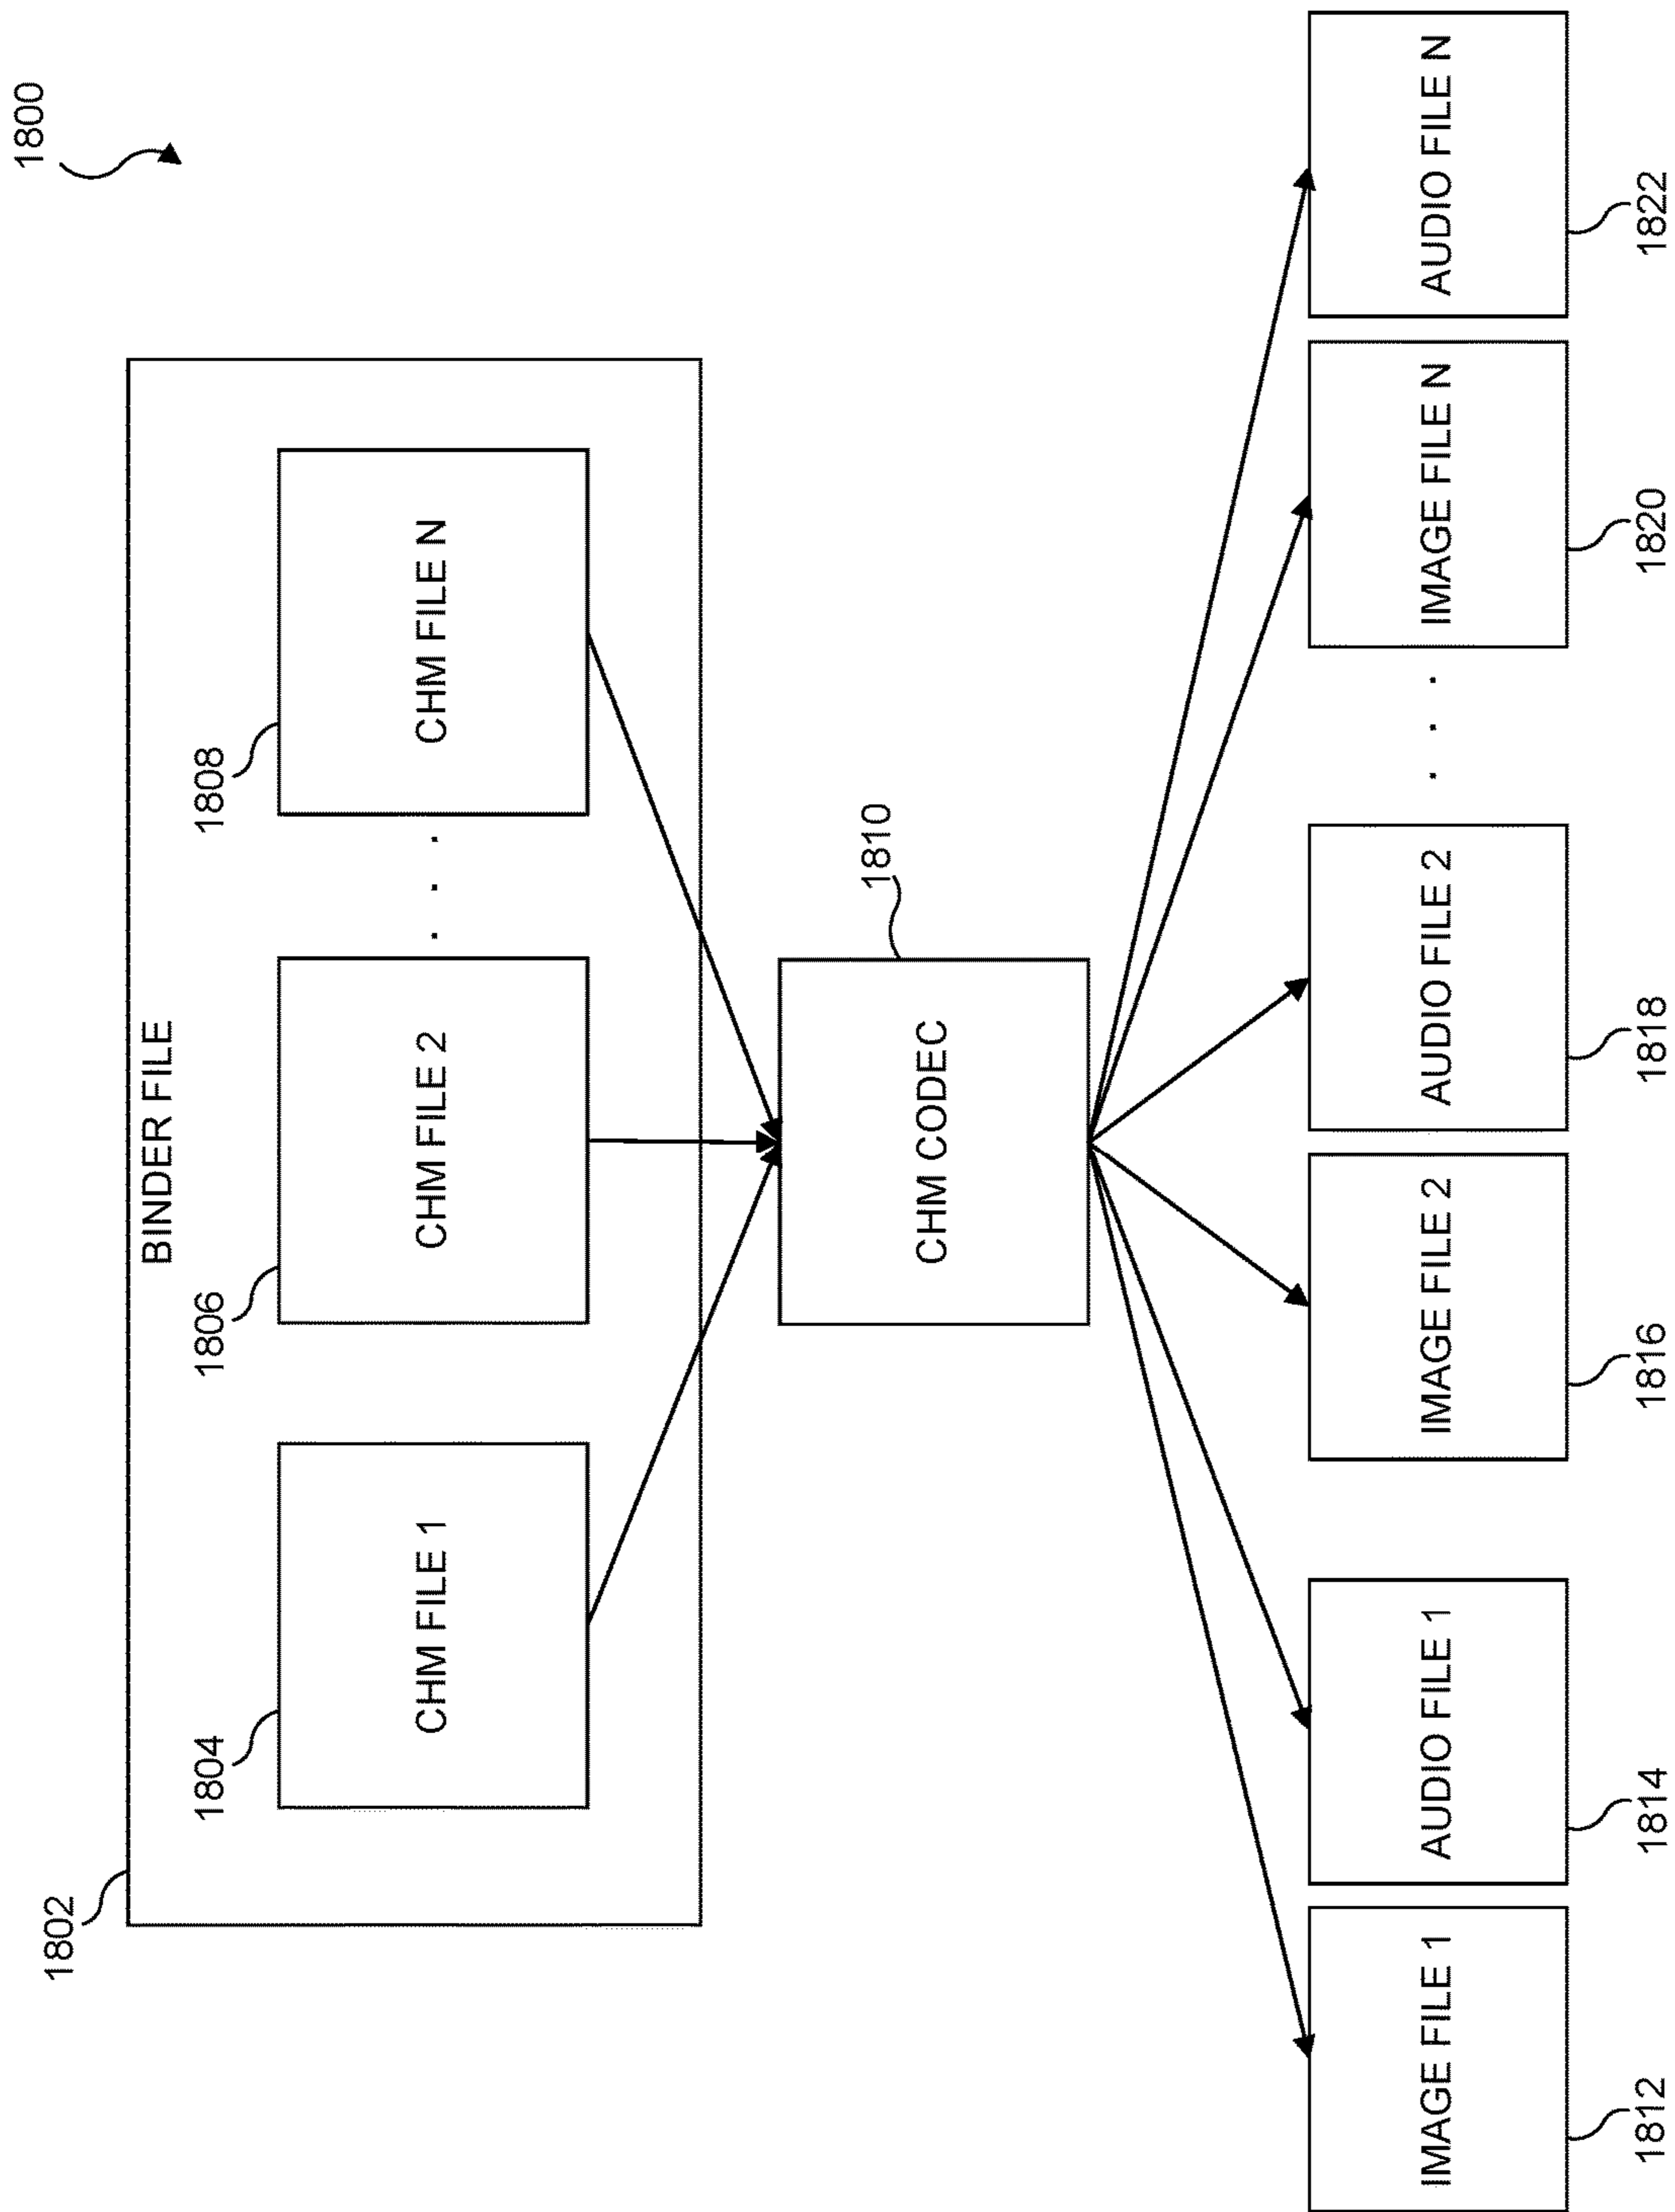 1800
1802
BINDER FILE
1804
1806
1808
CHM FILE 1
CHM FILE 2
. . .
CHM FILE N
1810
CHM CODEC
IMAGE FILE 1
AUDIO FILE 1
IMAGE FILE 2
AUDIO FILE 2
. . .
IMAGE FILE N
AUDIO FILE N
1812
1814
1816
1818
1820
1822